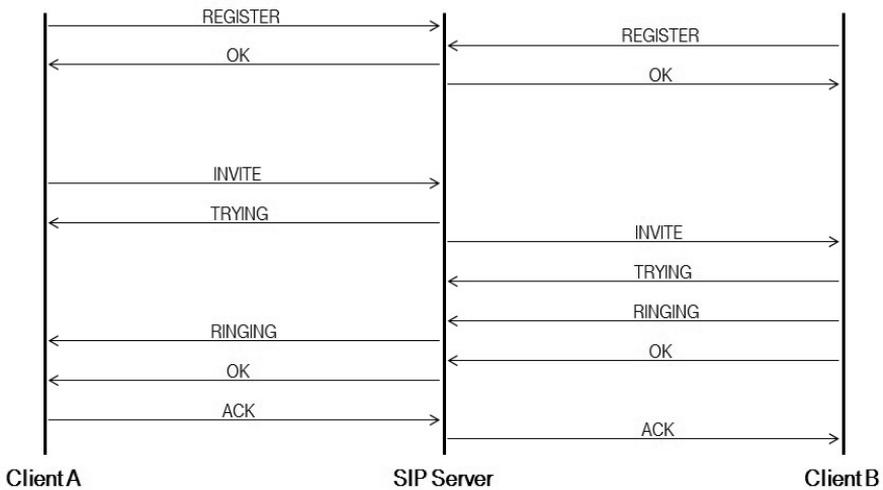 REGISTER
REGISTER
OK
OK
INVITE
TRYING
INVITE
TRYING
RINGING
RINGING
OK
OK
ACK
ACK
Client A SIP Server Client B